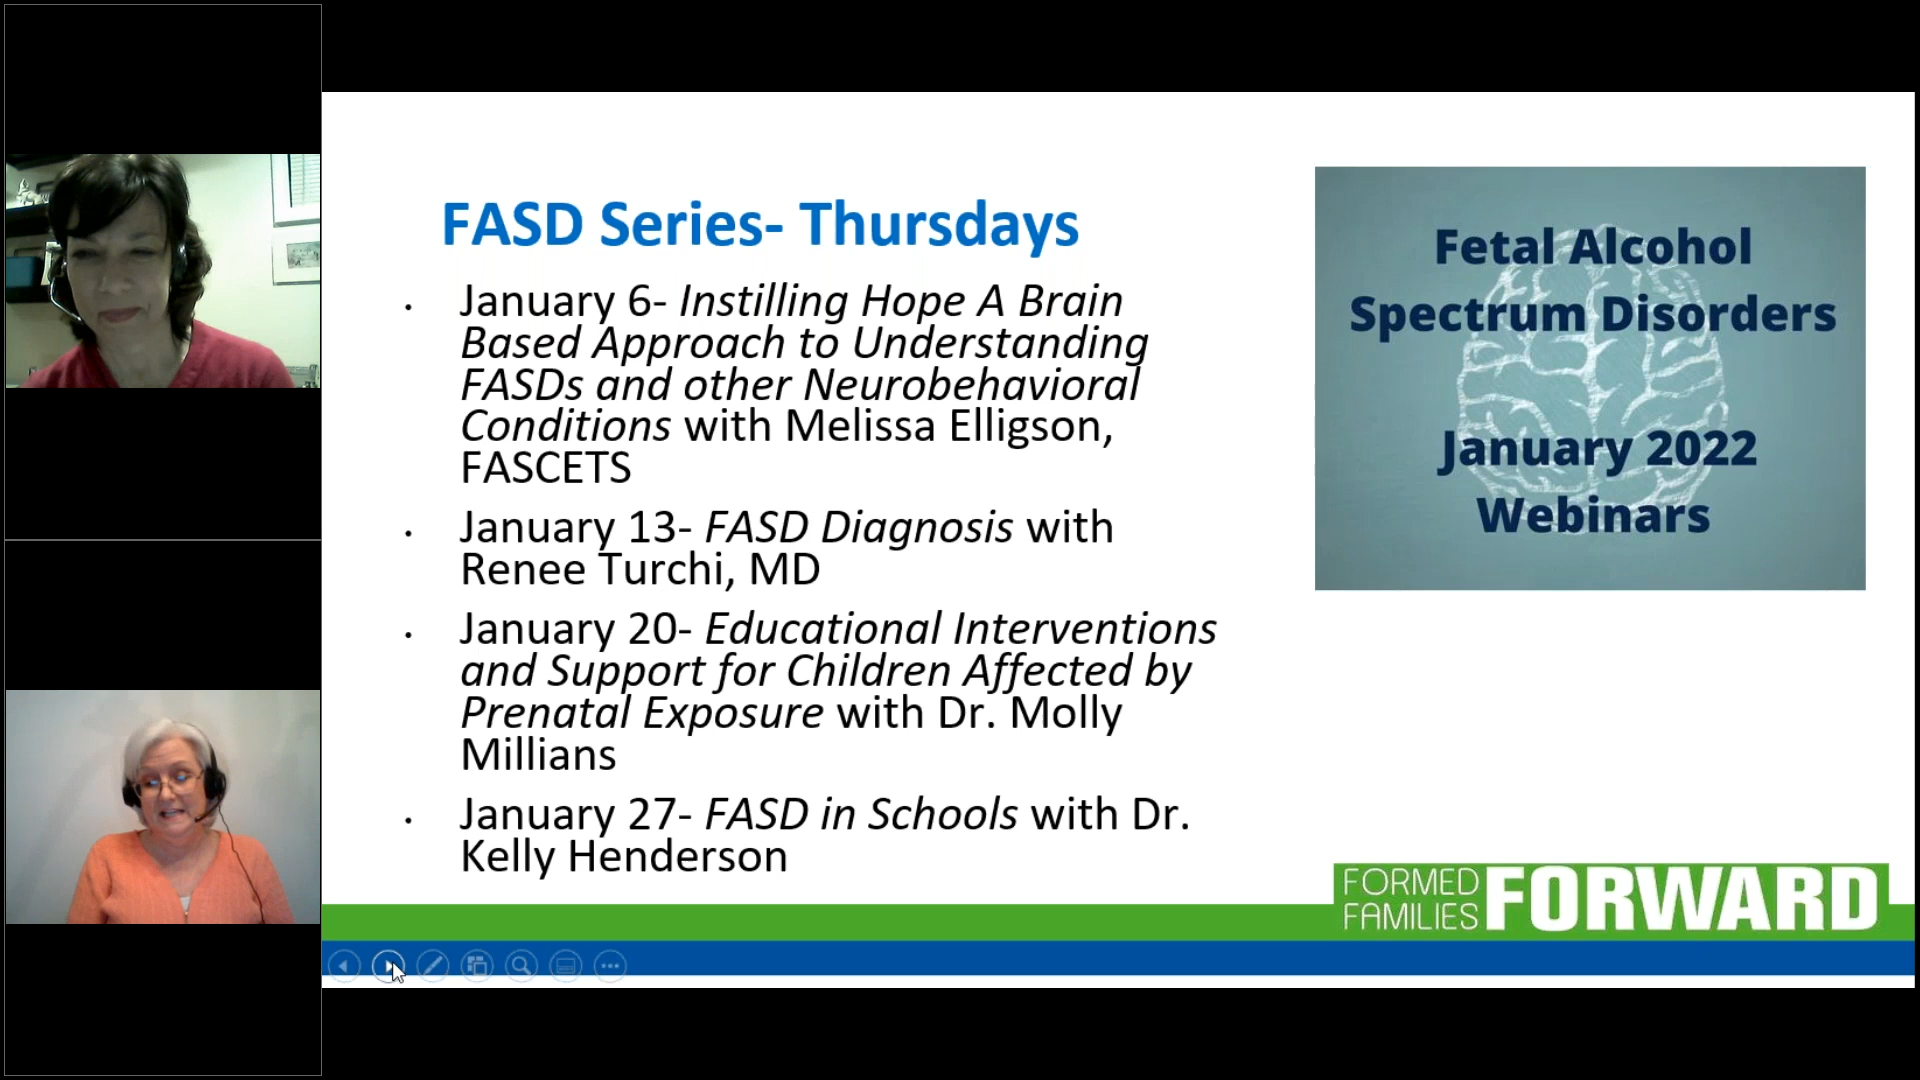 FASD Series- Thursdays
January 6- Instilling Hope A Brain
Based Approach to Understanding
FASDs and other Neurobehavioral
Conditions with Melissa Elligson,
FASCETS
January 13- FASD Diagnosis with
Renee Turchi, MD
January 20- Educational Interventions
and Support for Children Affected by
Prenatal Exposure with Dr. Molly
Millians
January 27- FASD in Schools with Dr.
Kelly Henderson
Fetal Alcohol
Spectrum Disorders
January 2022
Webinars
FORMED
FAMILIES
FORWARD